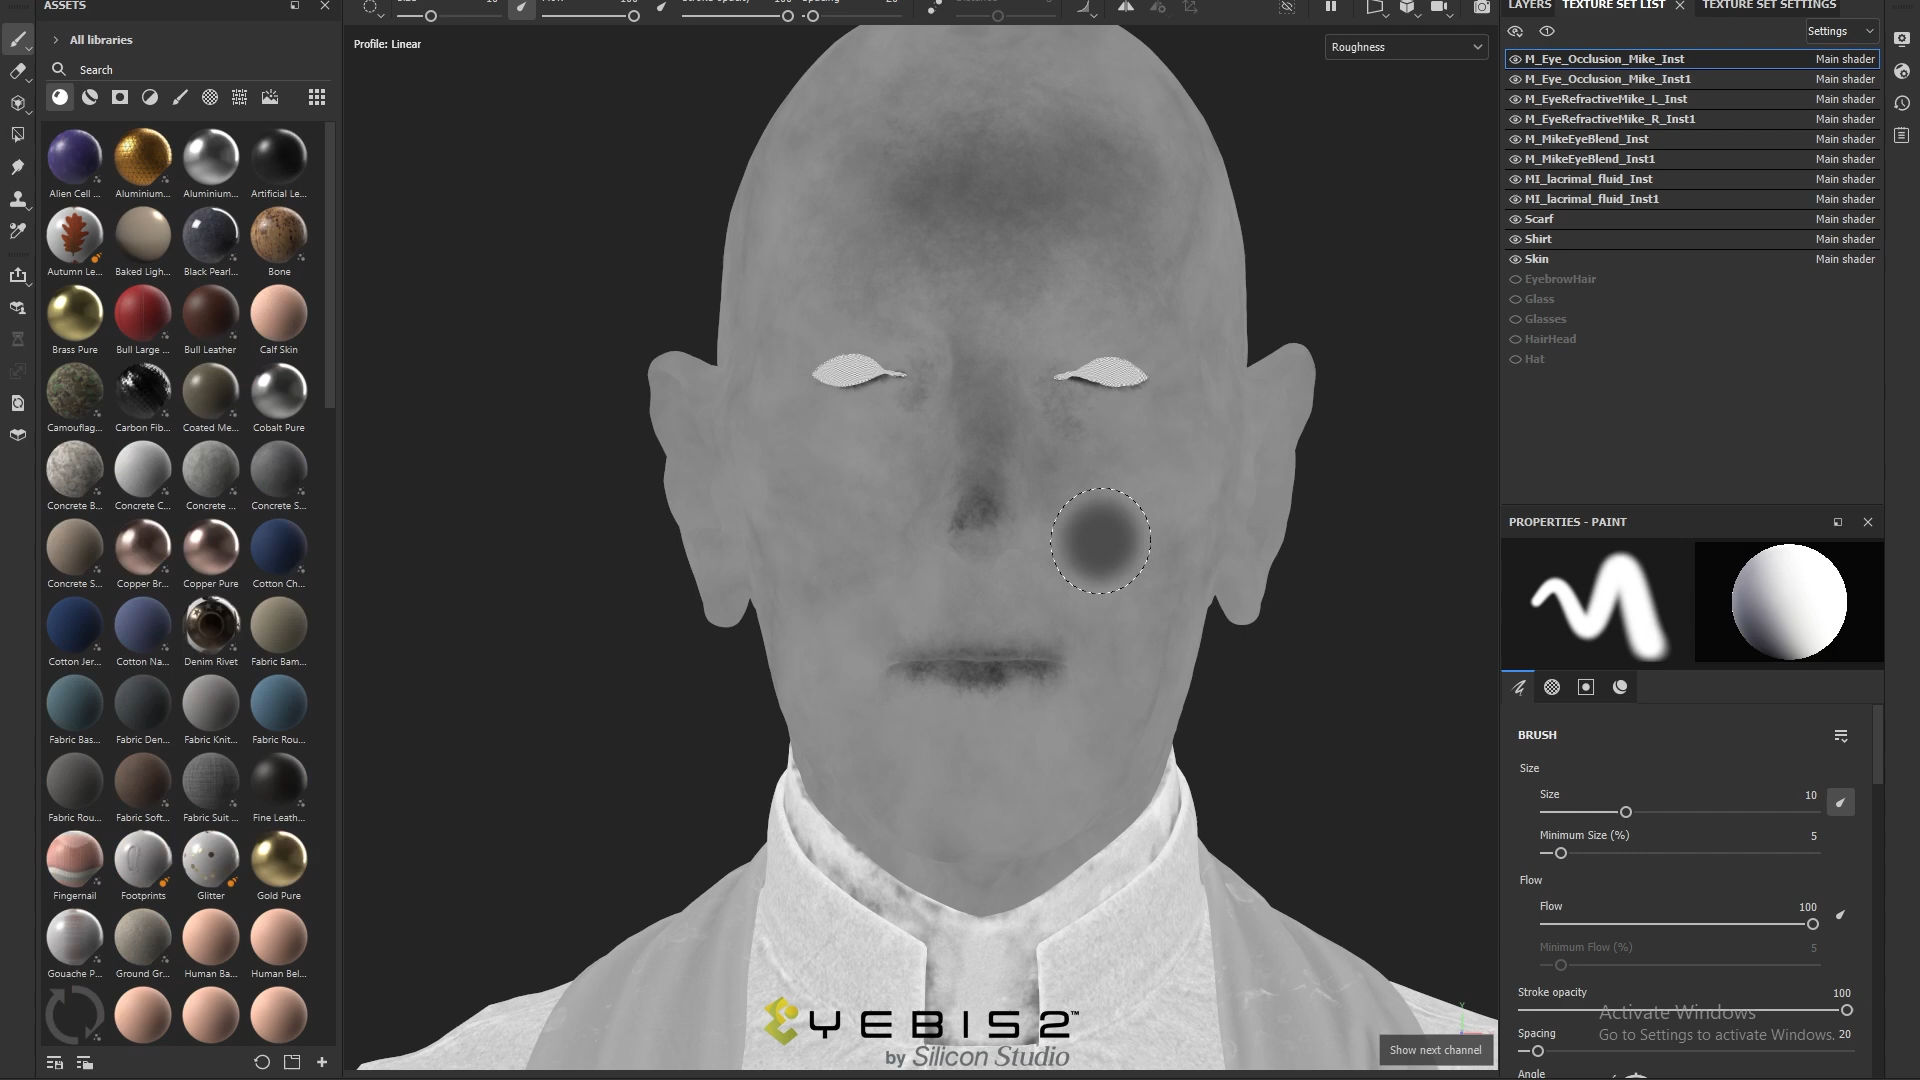 ASSETS
All libraries
Search
Alien Cell ...
Aluminium...
Aluminium...
Artificial Le...
Autumn Le...
Baked Ligh...
Black Pearl...
Bone
Brass Pure
Bull Large ...
Bull Leather
Calf Skin
Camouflag...
Carbon Fib...
Coated Me...
Cobalt Pure
Concrete B...
Concrete C...
Concrete ...
Concrete S...
Concrete S...
Copper Br...
Copper Pure
Cotton Ch...
Cotton Jer...
Cotton Na...
Denim Rivet
Fabric Bam...
Fabric Bas...
Fabric Den...
Fabric Knit...
Fabric Rou...
Fabric Rou...
Fabric Soft...
Fabric Suit ...
Fine Leath...
Fingernail
Footprints
Glitter
Gold Pure
Gouache P...
Ground Gr...
Human Ba...
Human Bel...
Profile: Linear
Roughness
YEBIS 2™
by Silicon Studio
Show next channel
LAYERS
TEXTURE SET LIST
TEXTURE SET SETTINGS
Settings
M_Eye_Occlusion_Mike_Inst Main shader
M_Eye_Occlusion_Mike_Inst1 Main shader
M_EyeRefractiveMike_L_Inst Main shader
M_EyeRefractiveMike_R_Inst1 Main shader
M_MikeEyeBlend_Inst Main shader
M_MikeEyeBlend_Inst1 Main shader
MI_lacrimal_fluid_Inst Main shader
MI_lacrimal_fluid_Inst1 Main shader
Scarf Main shader
Shirt Main shader
Skin Main shader
EyebrowHair
Glass
Glasses
HairHead
Hat
PROPERTIES - PAINT
BRUSH
Size
Size 10
Minimum Size (%) 5
Flow
Flow 100
Minimum Flow (%) 5
Stroke opacity 100
Activate Windows
Go to Settings to activate Windows.
Spacing 20
Angle